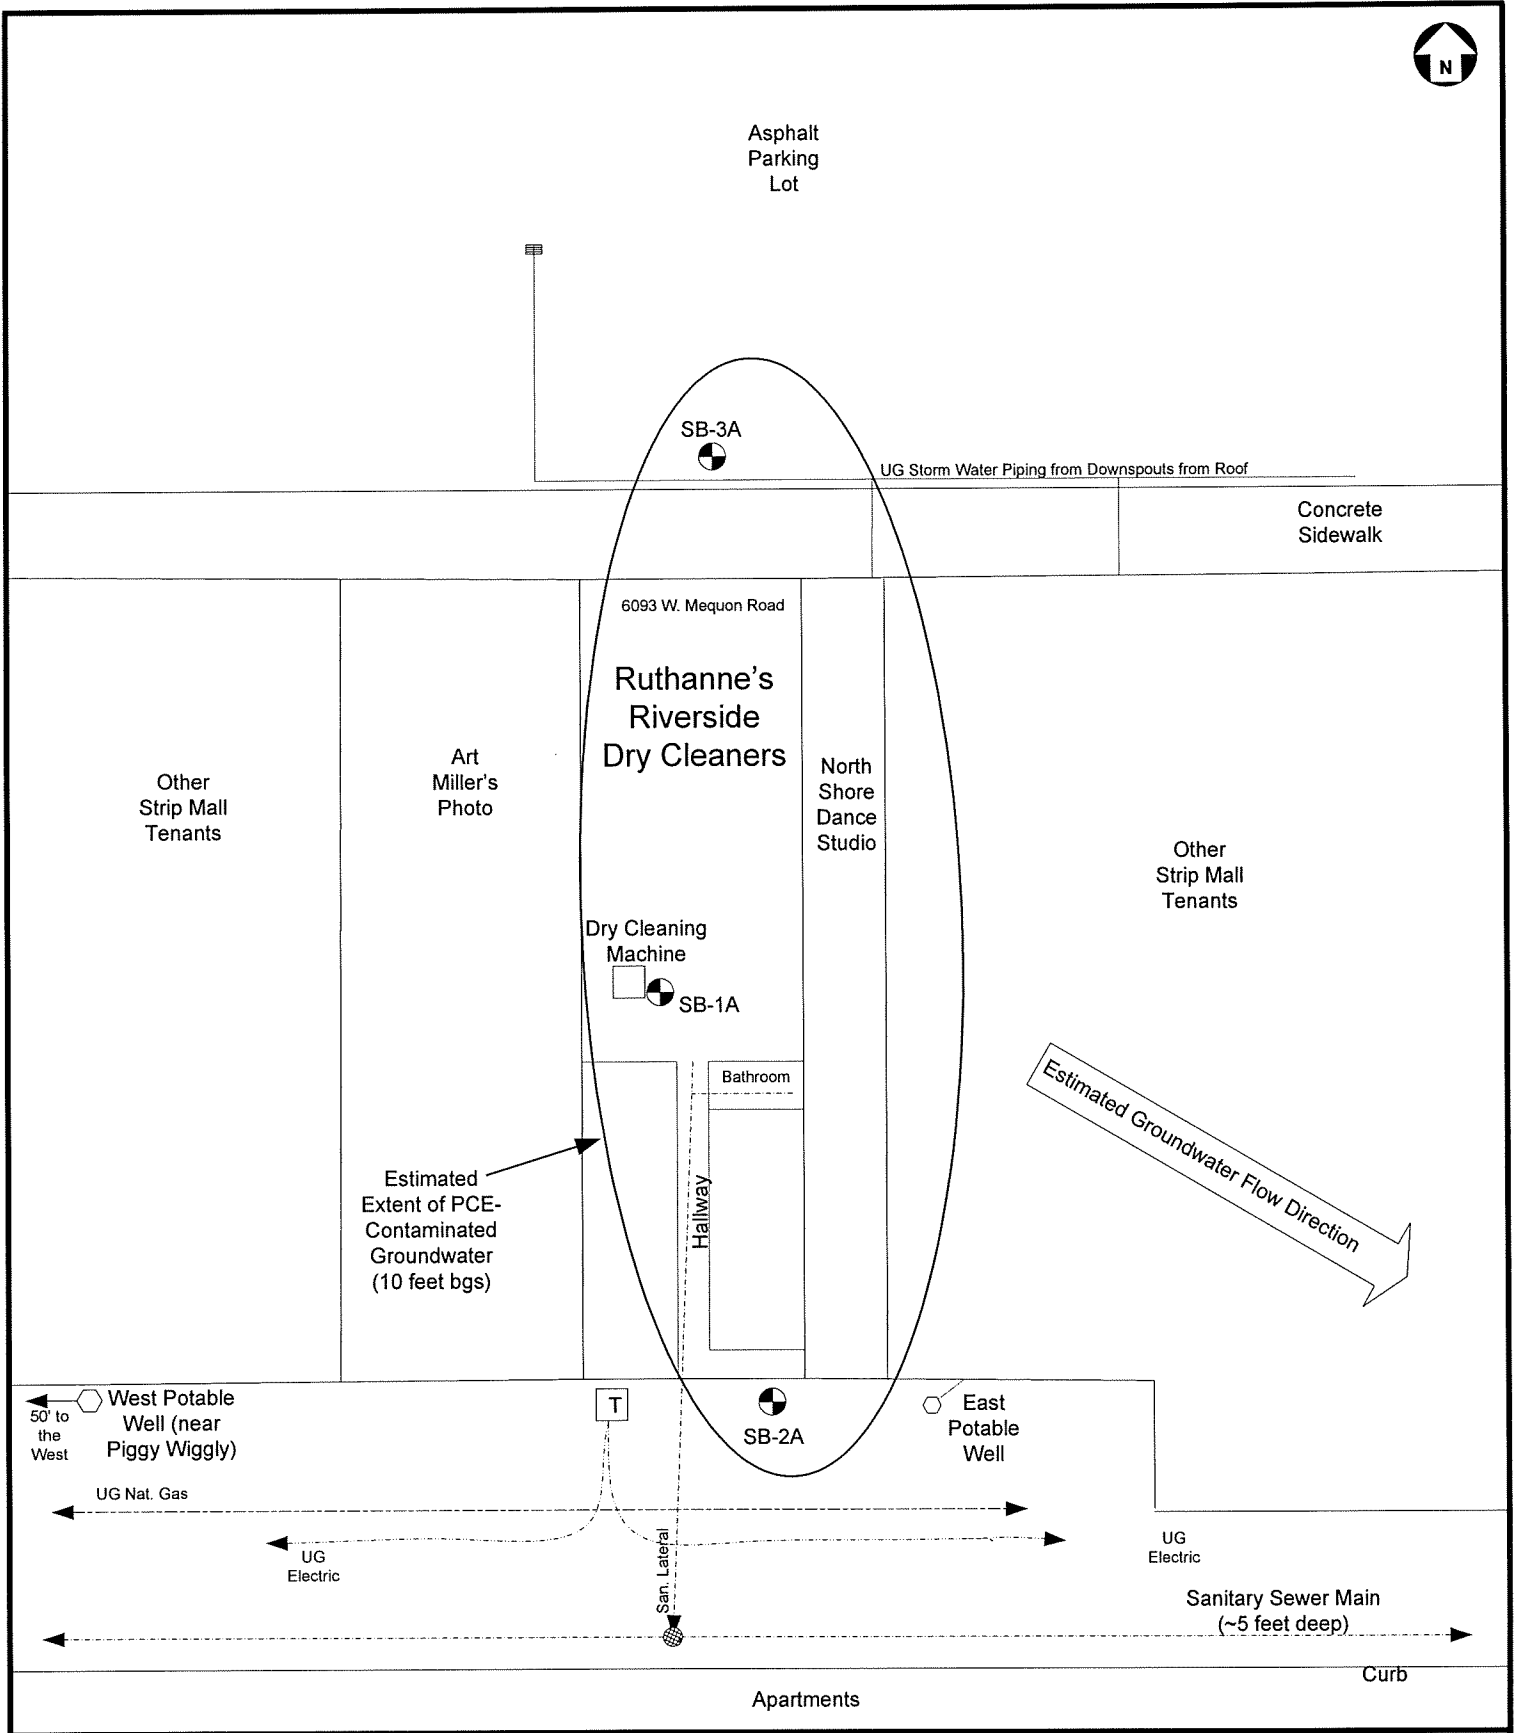 N
Asphalt
Parking
Lot
SB-3A
UG Storm Water Piping from Downspouts from Roof
Concrete
Sidewalk
6093 W. Mequon Road
Ruthanne's
Riverside
Dry Cleaners
Other
Strip Mall
Tenants
Art
Miller's
Photo
North
Shore
Dance
Studio
Other
Strip Mall
Tenants
Dry Cleaning
Machine
SB-1A
Bathroom
Hallway
Estimated Groundwater Flow Direction
Estimated
Extent of PCE-
Contaminated
Groundwater
(10 feet bgs)
50' to
the
West
West Potable
Well (near
Piggy Wiggly)
T
SB-2A
East
Potable
Well
UG Nat. Gas
UG
Electric
San. Lateral
UG
Electric
Sanitary Sewer Main
(~5 feet deep)
Curb
Apartments